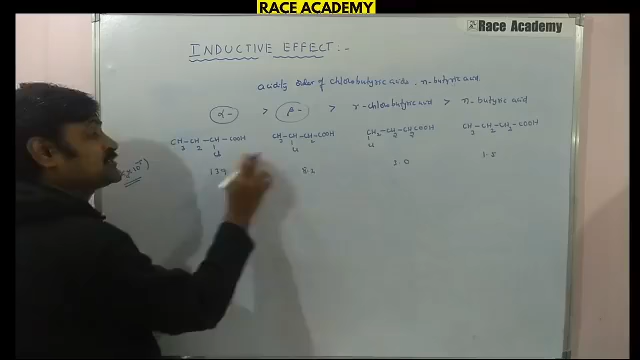 RACE ACADEMY
Race Academy
INDUCTIVE EFFECT:-
acidity order of chlorobutyric acids, n-butyric acid
α- > β- > γ-chlorobutyric acid > n-butyric acid
CH3-CH2-CH-COOH CH3-CH-CH2-COOH CH2-CH2-CH2COOH CH3-CH2-CH2-COOH
Cl Cl Cl
139 8.2 3.0 1.5